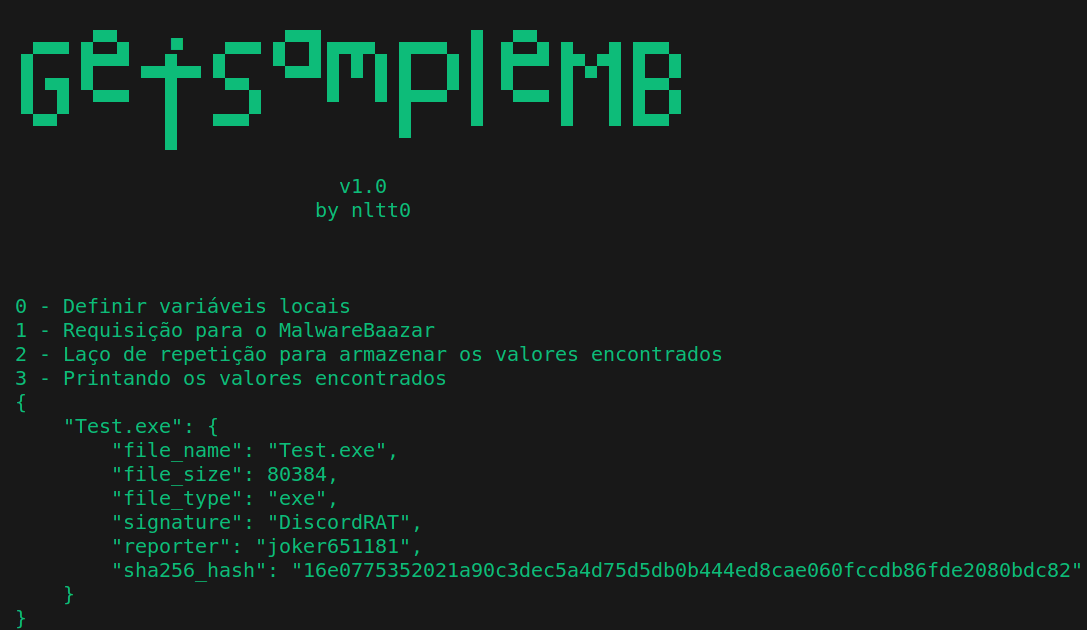 GetSampleMB
v1.0
by nltt0
0 - Definir variáveis locais
1 - Requisição para o MalwareBaazar
2 - Laço de repetição para armazenar os valores encontrados
3 - Printando os valores encontrados
{
    "Test.exe": {
        "file_name": "Test.exe",
        "file_size": 80384,
        "file_type": "exe",
        "signature": "DiscordRAT",
        "reporter": "joker651181",
        "sha256_hash": "16e0775352021a90c3dec5a4d75d5db0b444ed8cae060fccdb86fde2080bdc82"
    }
}